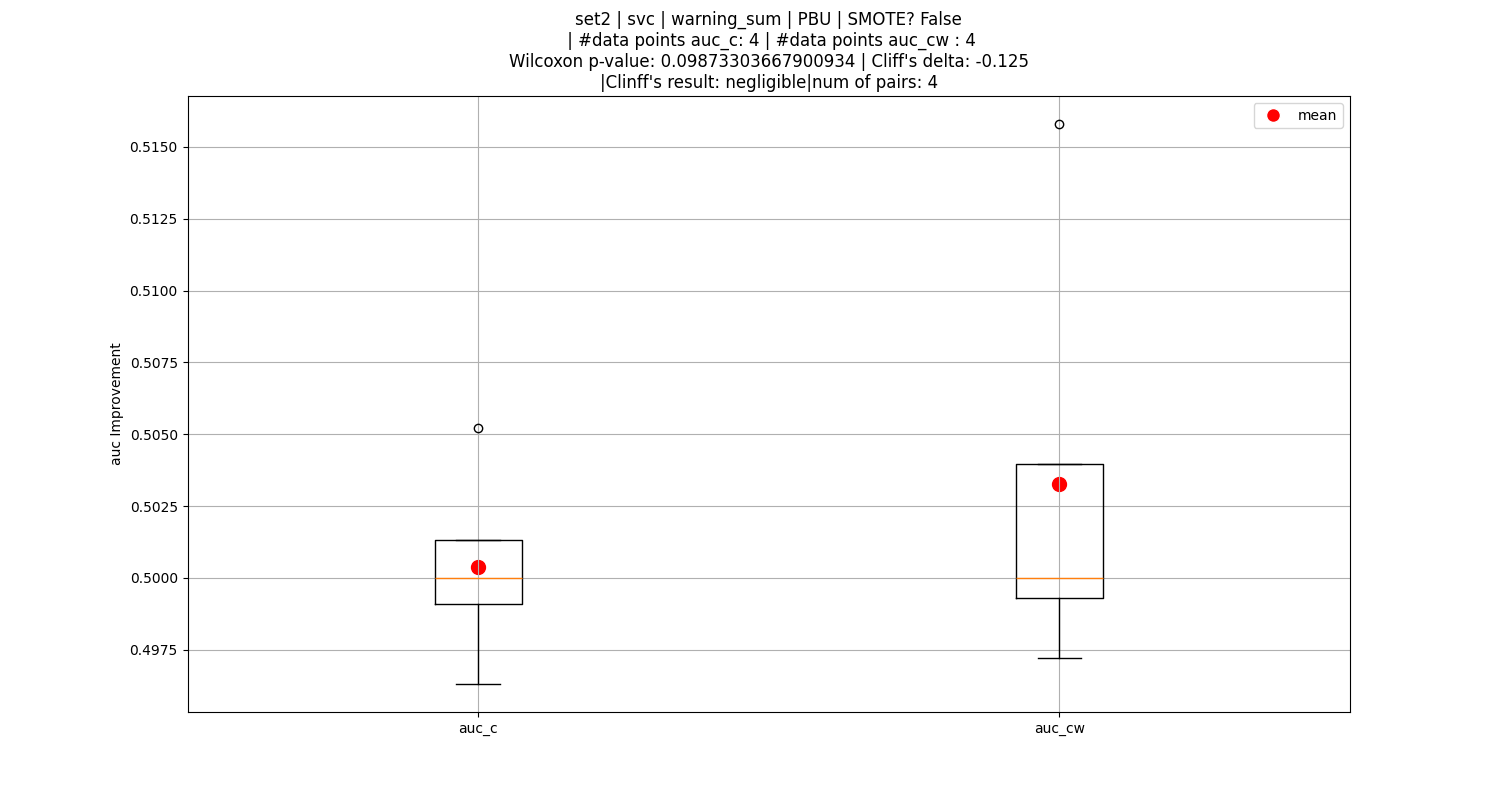 set2 | svc | warning_sum | PBU | SMOTE? False
| #data points auc_c: 4 | #data points auc_cw : 4
Wilcoxon p-value: 0.09873303667900934 | Cliff's delta: -0.125
|Clinff's result: negligible|num of pairs: 4
mean
0.5150
0.5125
0.5100
0.5075
0.5050
0.5025
0.5000
0.4975
auc Improvement
auc_c
auc_cw